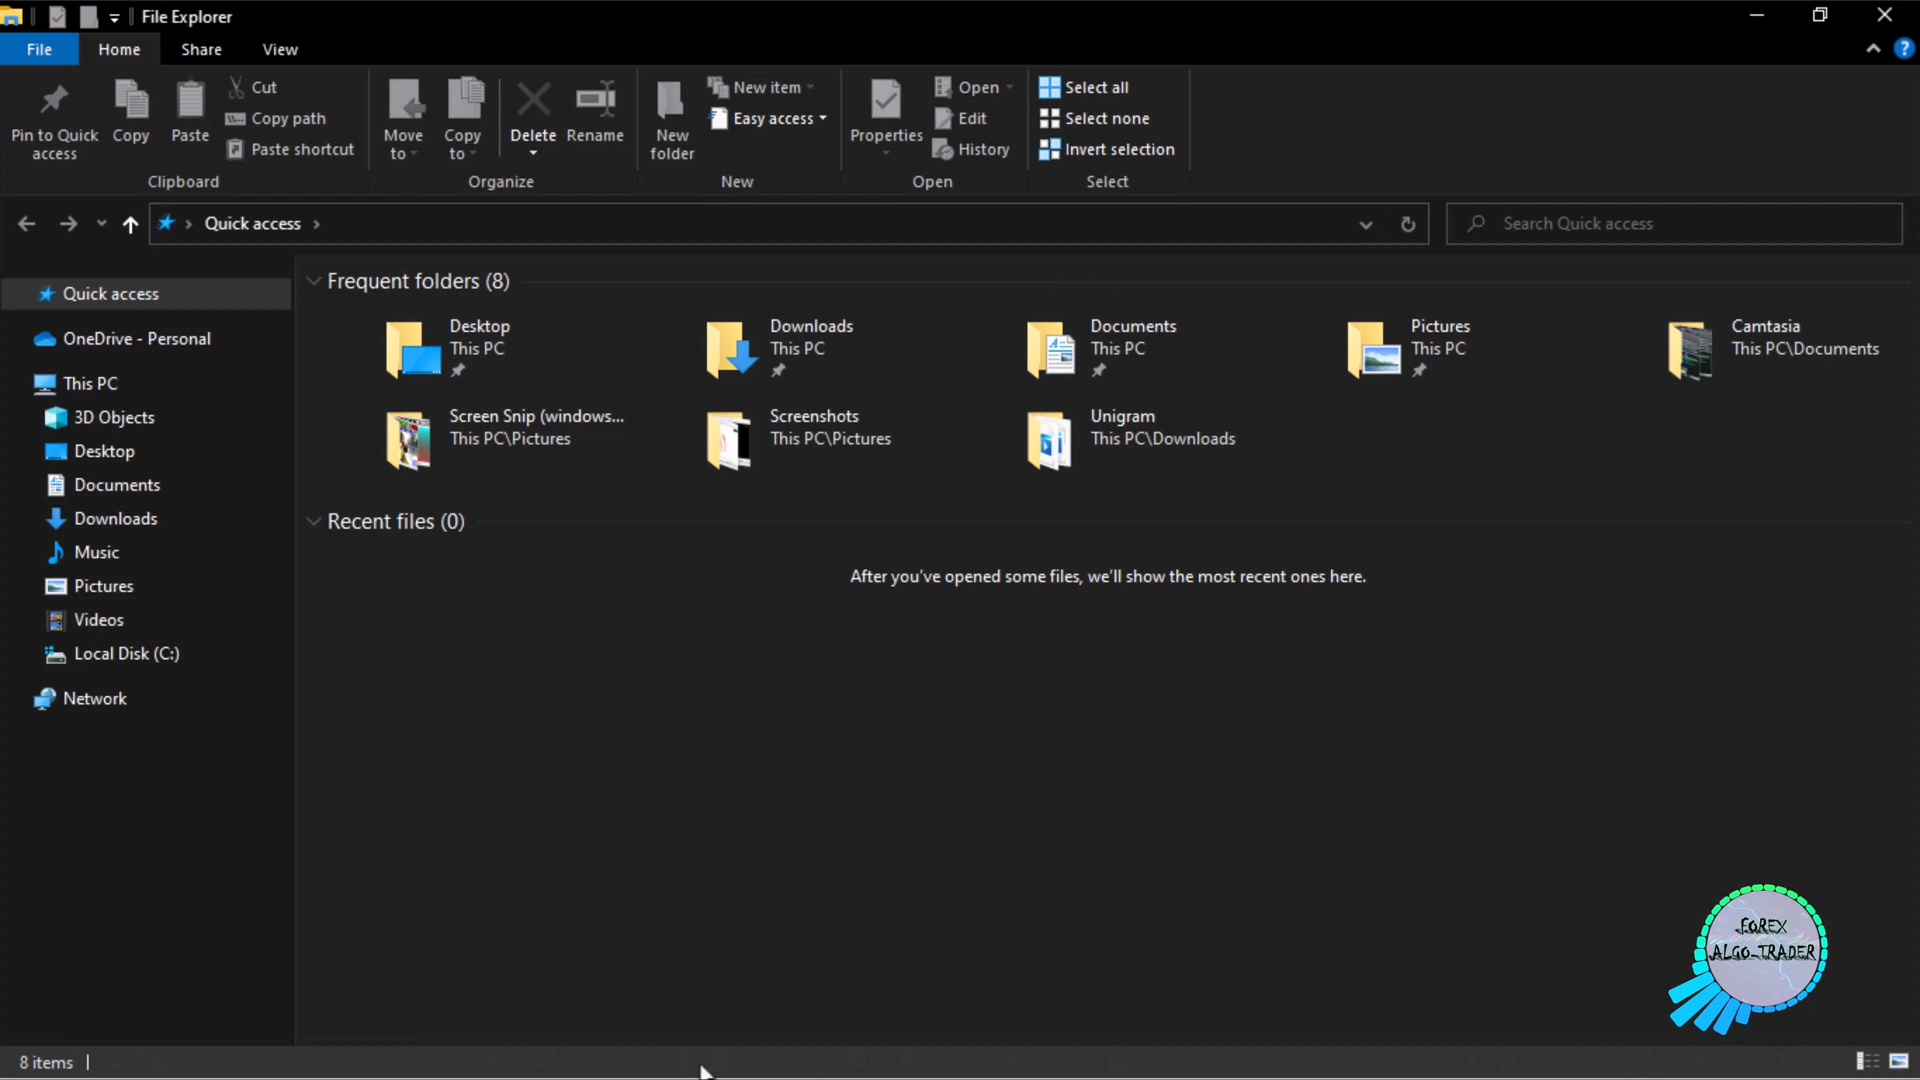 File Explorer
File Home Share View
Pin to Quick access
Copy
Paste
Cut
Copy path
Paste shortcut
Clipboard
Move to
Copy to
Delete
Rename
Organize
New folder
New item
Easy access
New
Properties
Open
Edit
History
Open
Select all
Select none
Invert selection
Select
Quick access
Search Quick access
Quick access
OneDrive - Personal
This PC
3D Objects
Desktop
Documents
Downloads
Music
Pictures
Videos
Local Disk (C:)
Network
Frequent folders (8)
Desktop
This PC
Downloads
This PC
Documents
This PC
Pictures
This PC
Camtasia
This PC\Documents
Screen Snip (windows...
This PC\Pictures
Screenshots
This PC\Pictures
Unigram
This PC\Downloads
Recent files (0)
After you've opened some files, we'll show the most recent ones here.
FOREX
ALGO-TRADER
8 items